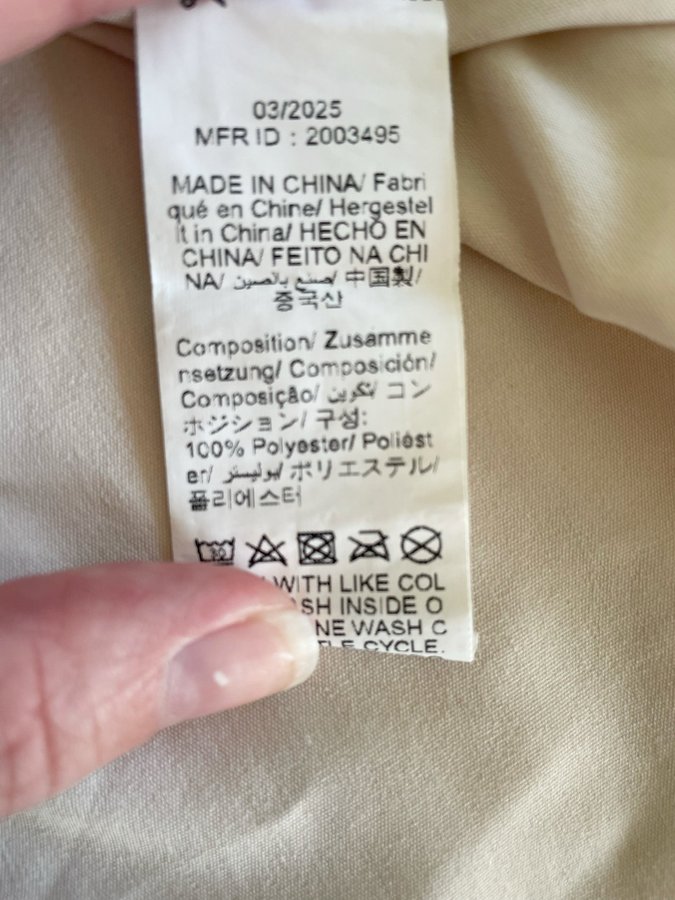 03/2025
MFR ID : 2003495
MADE IN CHINA/ Fabri
qué en Chine/ Hergestel
lt in China/ HECHO EN
CHINA/ FEITO NA CHI
NA/ صنع بالصين/ 中国製/
중국산
Composition/ Zusamme
nsetzung/ Composición/
Composição/ تكوين/ コン
ポジション/ 구성:
100% Polyester/ Poliést
er/ بوليستر/ ポリエステル/
폴리에스터
WITH LIKE COL
SH INSIDE O
NE WASH C
CYCLE.